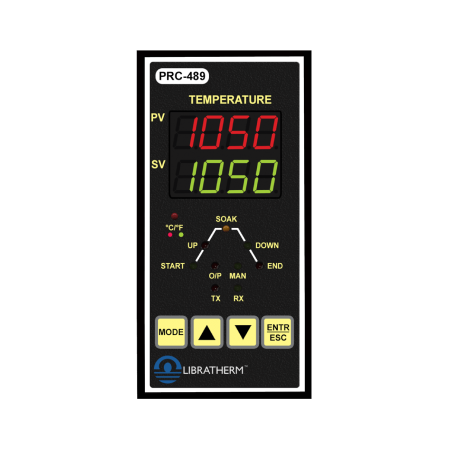 PRC-489
TEMPERATURE
PV 1050
SV 1050
SOAK
°C/°F
UP DOWN
START O/P MAN END
TX RX
MODE ENTR
ESC
LIBRATHERM™